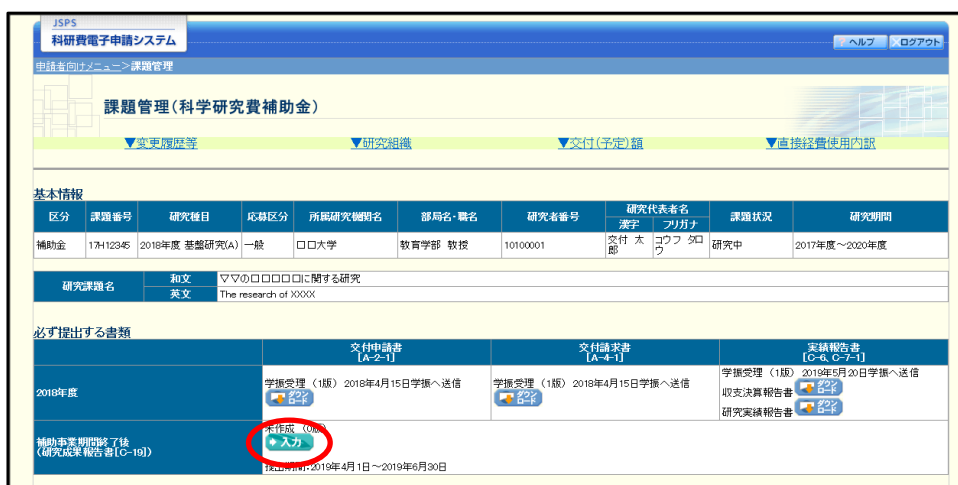 JSPS
科研費電子申請システム
ヘルプ ログアウト
申請者向けメニュー>課題管理
課題管理(科学研究費補助金)
▼変更履歴等 ▼研究組織 ▼交付(予定)額 ▼直接経費使用内訳
基本情報
区分 課題番号 研究種目 応募区分 所属研究機関名 部局名・職名 研究者番号 研究代表者名 課題状況 研究期間
漢字 フリガナ
補助金 17H12345 2018年度 基盤研究(A) 一般 口口大学 教育学部 教授 10100001 交付 太郎 コウフ タロウ 研究中 2017年度~2020年度
研究課題名 和文 ▽▽の口口口口口に関する研究
英文 The research of XXXX
必ず提出する書類
交付申請書 [A-2-1] 交付請求書 [A-4-1] 実績報告書 [C-6、C-7-1]
2018年度 学振受理 (1版) 2018年4月15日学振へ送信 学振受理 (1版) 2018年4月15日学振へ送信 学振受理 (1版) 2019年5月20日学振へ送信
ダウンロード ダウンロード 収支決算報告書 ダウンロード
研究実績報告書 ダウンロード
補助事業期間終了後 (研究成果報告書[C-19]) 未作成 (0版)
入力
提出期間:2019年4月1日~2019年6月30日